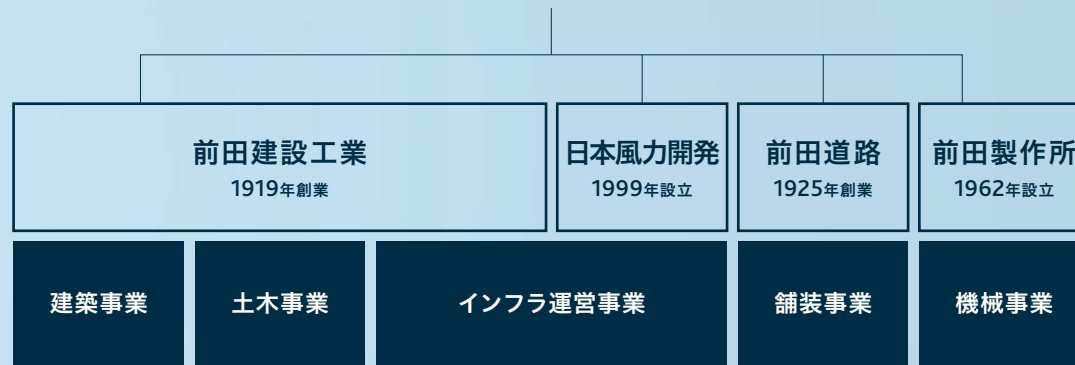 前田建設工業
1919年創業
日本風力開発
1999年設立
前田道路
1925年創業
前田製作所
1962年設立
建築事業
土木事業
インフラ運営事業
舗装事業
機械事業